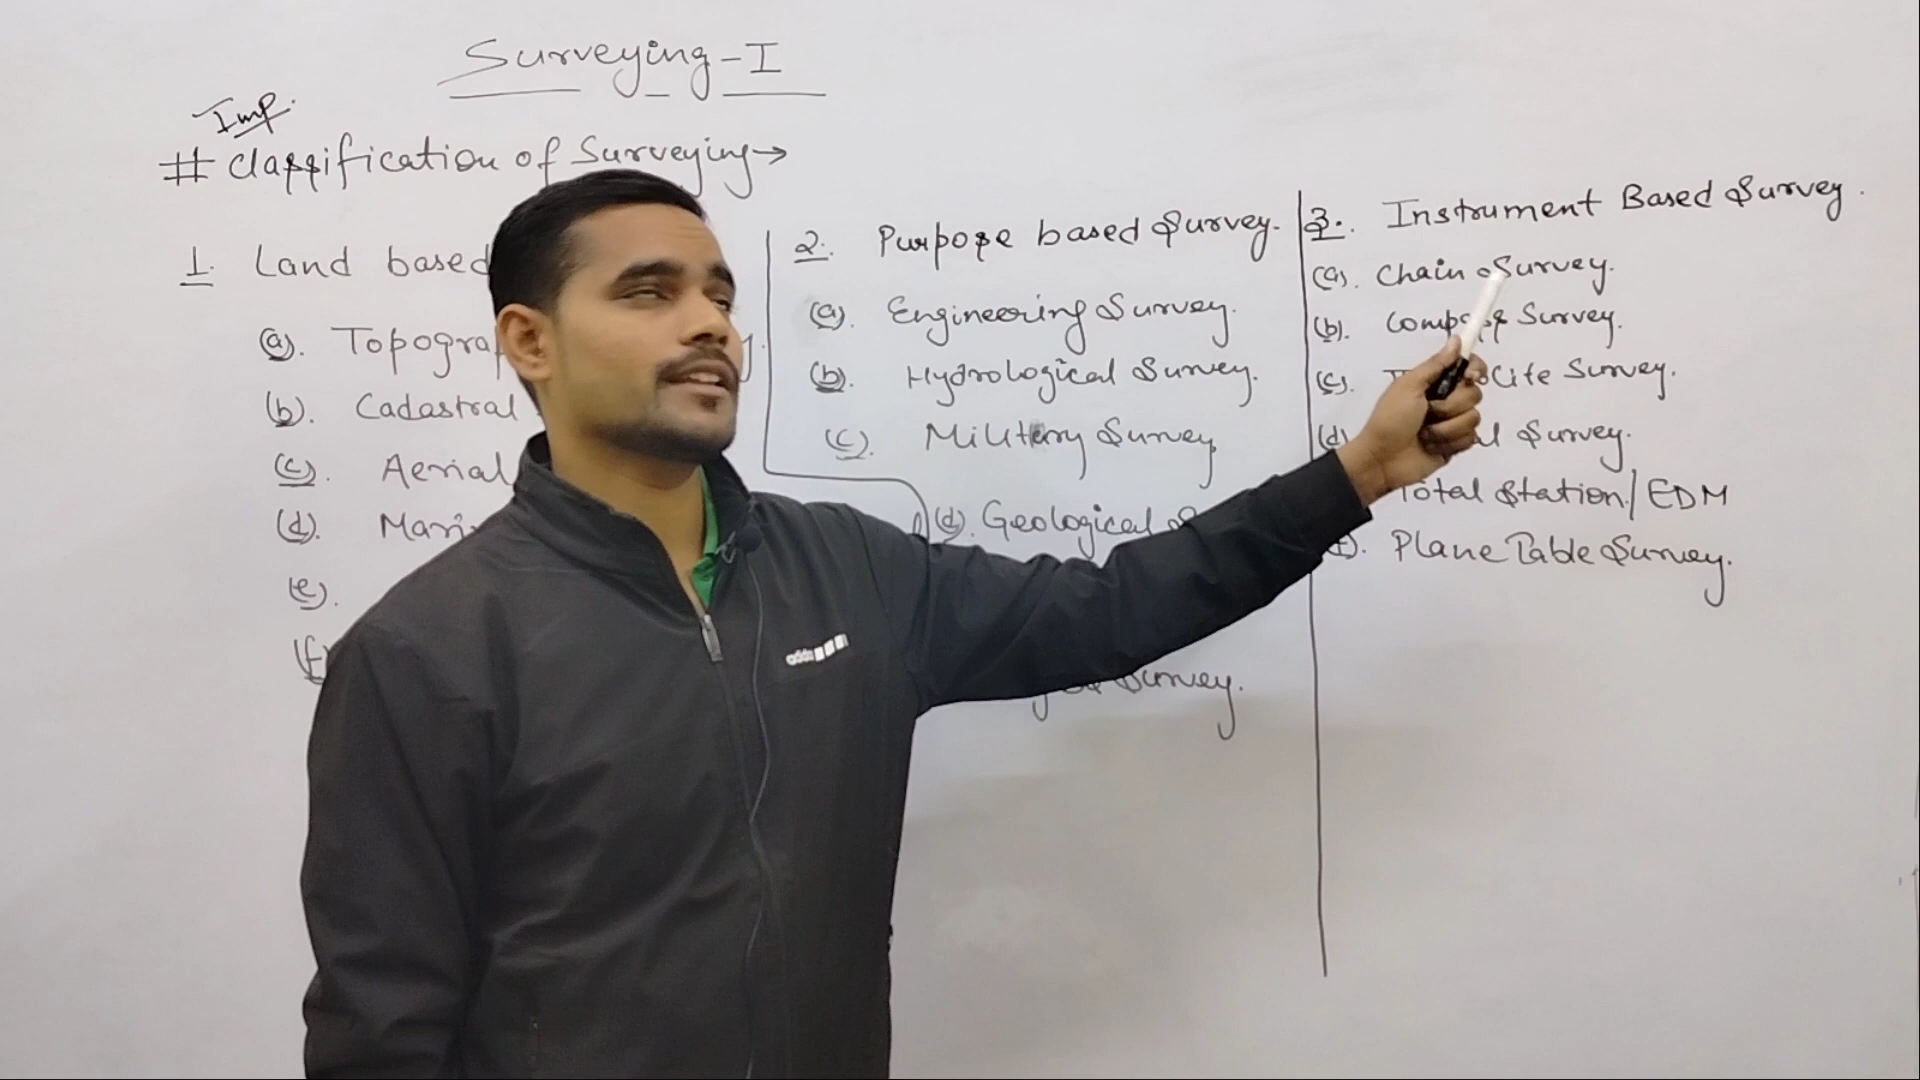 Surveying - I
Imp.
# Classification of Surveying →
1. Land based
(a). Topogra
(b). Cadastral
(c). Aerial
(d). Mari
(e).
(f)
2. Purpose based Survey.
(a). Engineering Survey.
(b). Hydrological Survey.
(c). Military Survey
(d). Geological S
Survey.
3. Instrument Based Survey.
(a). Chain Survey.
(b). Compass Survey.
(c). lite Survey.
(d) Survey.
Total Station / EDM
(f). Plane Table Survey.
adidas